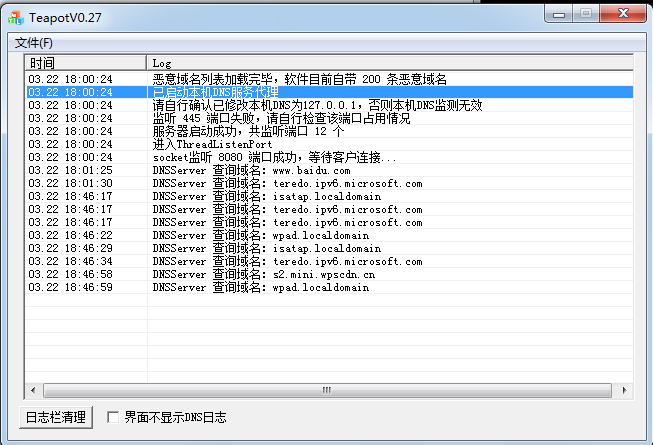 TeapotV0.27
文件(F)
时间 Log
03.22 18:00:24 恶意域名列表加载完毕，软件目前自带 200 条恶意域名
03.22 18:00:24 已启动本机DNS服务代理
03.22 18:00:24 请自行确认已修改本机DNS为127.0.0.1，否则本机DNS监测无效
03.22 18:00:24 监听 445 端口失败，请自行检查该端口占用情况
03.22 18:00:24 服务器启动成功，共监听端口 12 个
03.22 18:00:24 进入ThreadListenPort
03.22 18:00:24 socket监听 8080 端口成功，等待客户连接...
03.22 18:01:25 DNSServer 查询域名：www.baidu.com
03.22 18:01:30 DNSServer 查询域名：teredo.ipv6.microsoft.com
03.22 18:46:17 DNSServer 查询域名：isatap.localdomain
03.22 18:46:17 DNSServer 查询域名：teredo.ipv6.microsoft.com
03.22 18:46:17 DNSServer 查询域名：teredo.ipv6.microsoft.com
03.22 18:46:22 DNSServer 查询域名：wpad.localdomain
03.22 18:46:29 DNSServer 查询域名：isatap.localdomain
03.22 18:46:34 DNSServer 查询域名：teredo.ipv6.microsoft.com
03.22 18:46:58 DNSServer 查询域名：s2.mini.wpscdn.cn
03.22 18:46:59 DNSServer 查询域名：wpad.localdomain
日志栏清理 界面不显示DNS日志